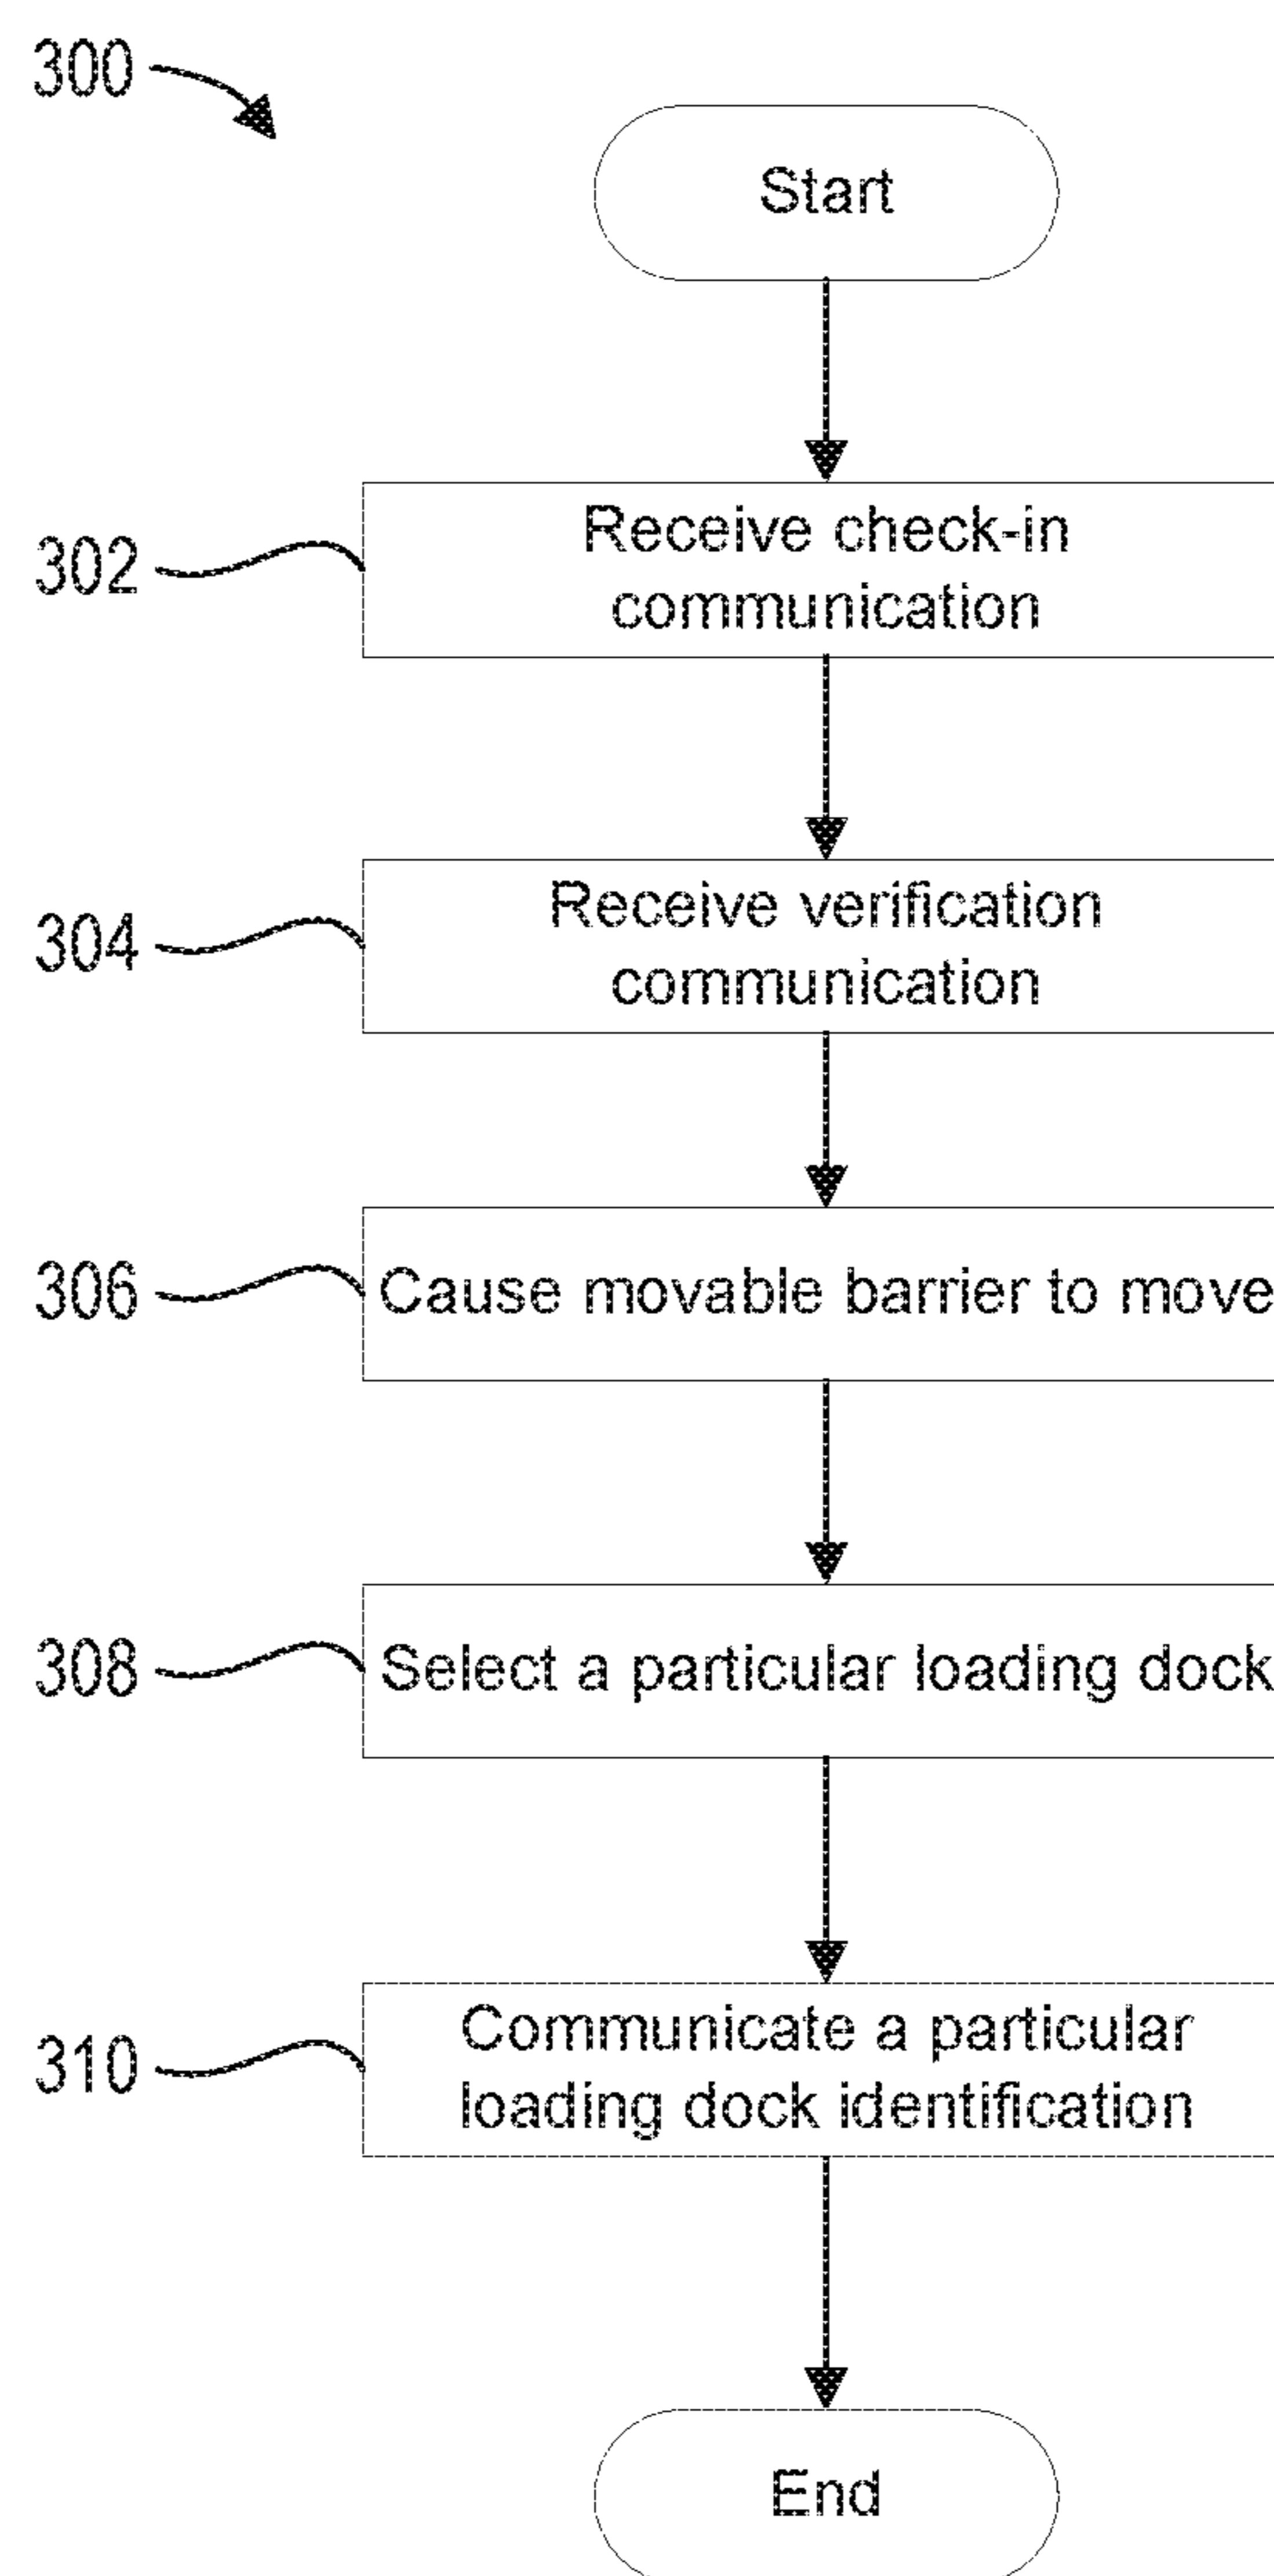 300
Start
302
Receive check-in
communication
304
Receive verification
communication
306
Cause movable barrier to move
308
Select a particular loading dock
310
Communicate a particular
loading dock identification
End